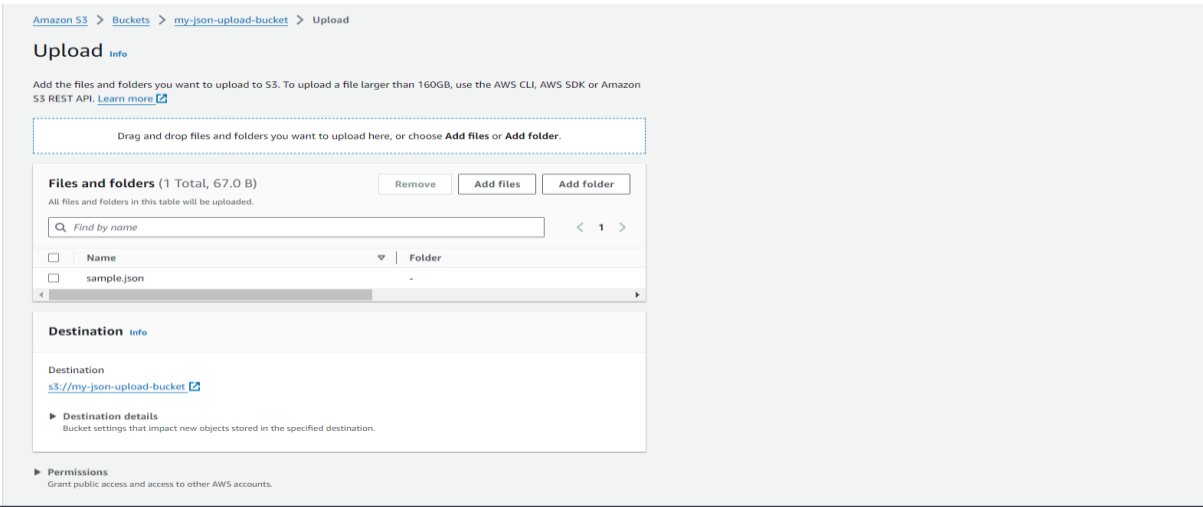 Amazon S3 > Buckets > my-json-upload-bucket > Upload
Upload Info
Add the files and folders you want to upload to S3. To upload a file larger than 160GB, use the AWS CLI, AWS SDK or Amazon
S3 REST API. Learn more
Drag and drop files and folders you want to upload here, or choose Add files or Add folder.
Files and folders (1 Total, 67.0 B)
Remove
Add files
Add folder
All files and folders in this table will be uploaded.
Find by name
< 1 >
Name
Folder
sample.json
-
Destination Info
Destination
s3://my-json-upload-bucket
Destination details
Bucket settings that impact new objects stored in the specified destination.
Permissions
Grant public access and access to other AWS accounts.